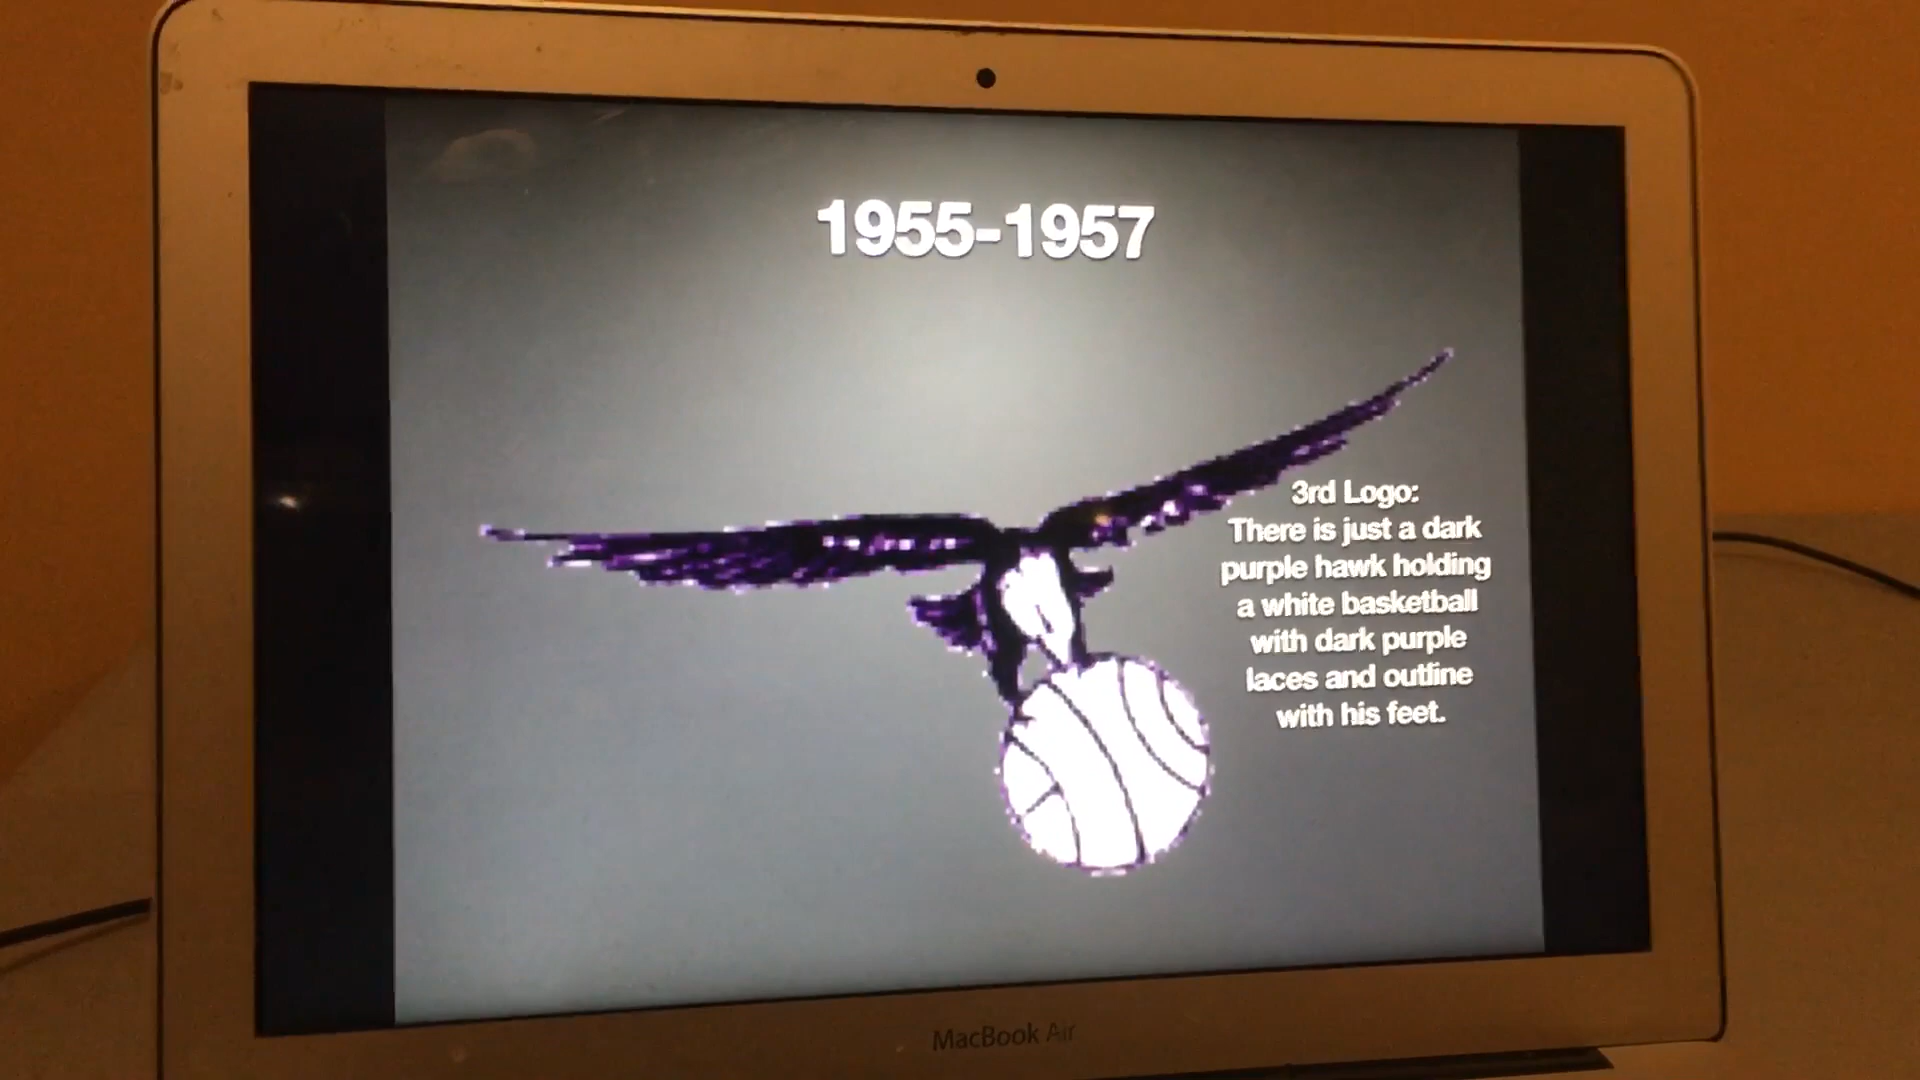 1955-1957
3rd Logo:
There is just a dark
purple hawk holding
a white basketball
with dark purple
laces and outline
with his feet.
MacBook Air